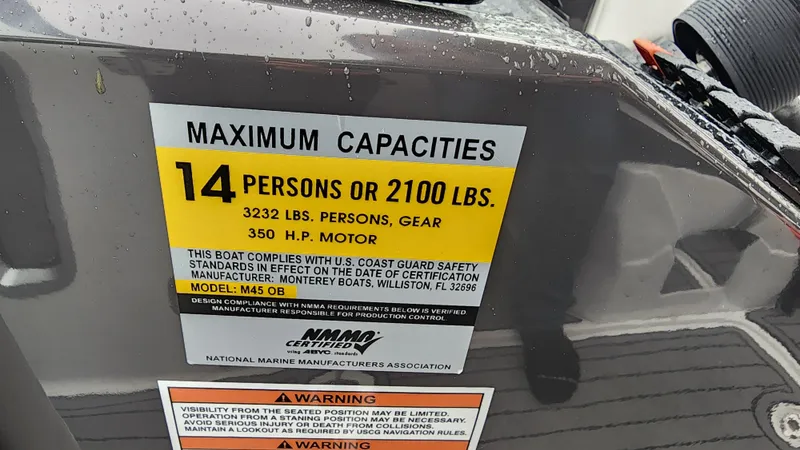 MAXIMUM CAPACITIES
14 PERSONS OR 2100 LBS.
3232 LBS. PERSONS, GEAR
350 H.P. MOTOR
THIS BOAT COMPLIES WITH U.S. COAST GUARD SAFETY
STANDARDS IN EFFECT ON THE DATE OF CERTIFICATION
MANUFACTURER: MONTEREY BOATS, WILLISTON, FL 32696
MODEL: M45 OB
DESIGN COMPLIANCE WITH NMMA REQUIREMENTS BELOW IS VERIFIED.
MANUFACTURER RESPONSIBLE FOR PRODUCTION CONTROL
NMMA
CERTIFIED
using ABYC standards
NATIONAL MARINE MANUFACTURERS ASSOCIATION
WARNING
VISIBILITY FROM THE SEATED POSITION MAY BE LIMITED.
OPERATION FROM A STANING POSITION MAY BE NECESSARY.
AVOID SERIOUS INJURY OR DEATH FROM COLLISIONS.
MAINTAIN A LOOKOUT AS REQUIRED BY USCG NAVIGATION RULES.
WARNING